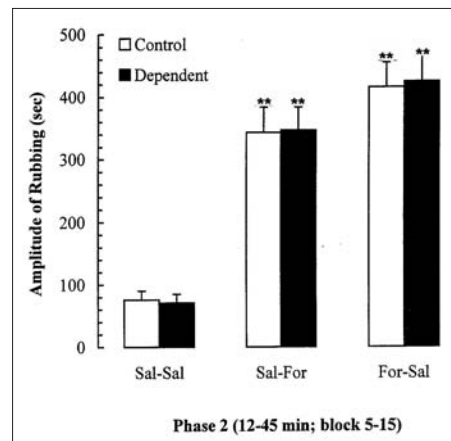 Amplitude of Rubbing (sec)
500
400
300
200
100
0
Control
Dependent
** **
** **
Sal-Sal
Sal-For
For-Sal
Phase 2 (12-45 min; block 5-15)